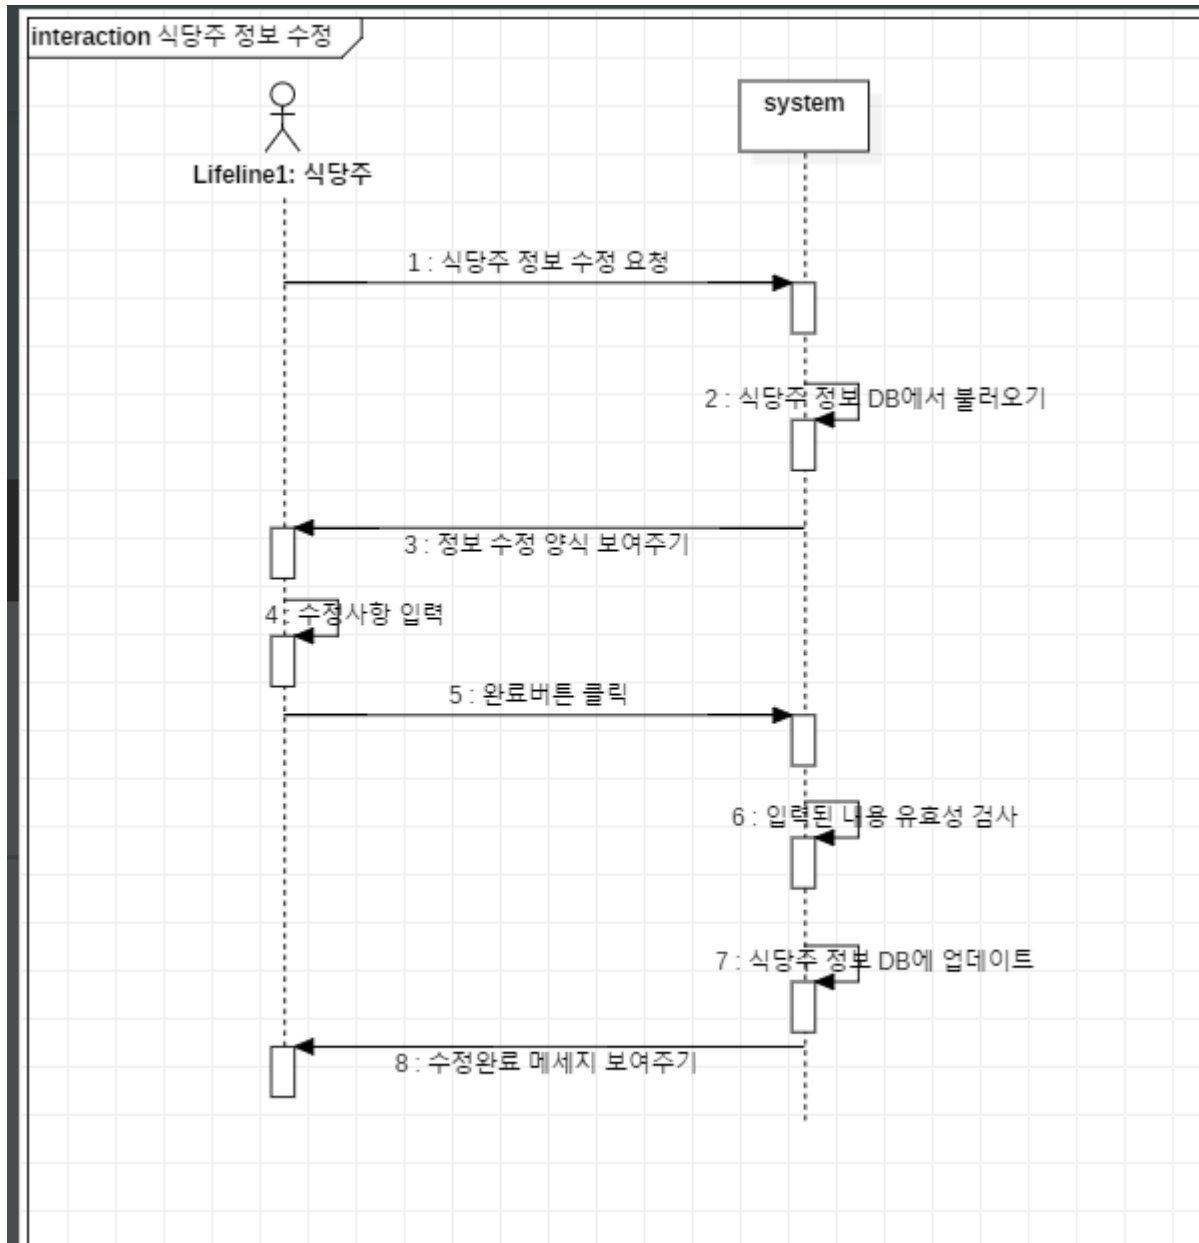 interaction 식당주 정보 수정
system
Lifeline1: 식당주
1 : 식당주 정보 수정 요청
2 : 식당주 정보 DB에서 불러오기
3 : 정보 수정 양식 보여주기
4 : 수정사항 입력
5 : 완료버튼 클릭
6 : 입력된 내용 유효성 검사
7 : 식당주 정보 DB에 업데이트
8 : 수정완료 메세지 보여주기